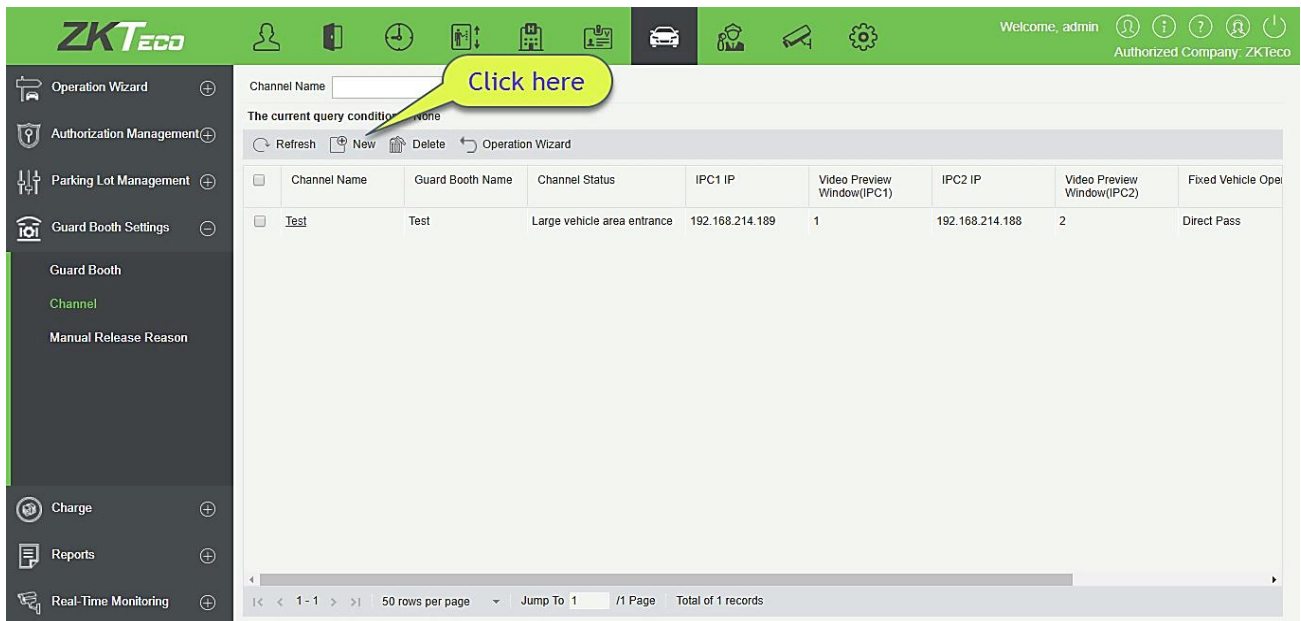 ZKTeco
Welcome, admin
Authorized Company: ZKTeco
Operation Wizard
Authorization Management
Parking Lot Management
Guard Booth Settings
Guard Booth
Channel
Manual Release Reason
Charge
Reports
Real-Time Monitoring
Channel Name
Click here
The current query condition None
Refresh New Delete Operation Wizard
Channel Name Guard Booth Name Channel Status IPC1 IP Video Preview Window(IPC1) IPC2 IP Video Preview Window(IPC2) Fixed Vehicle Ope
Test Test Large vehicle area entrance 192.168.214.189 1 192.168.214.188 2 Direct Pass
|< < 1 - 1 > >| 50 rows per page Jump To 1 /1 Page Total of 1 records